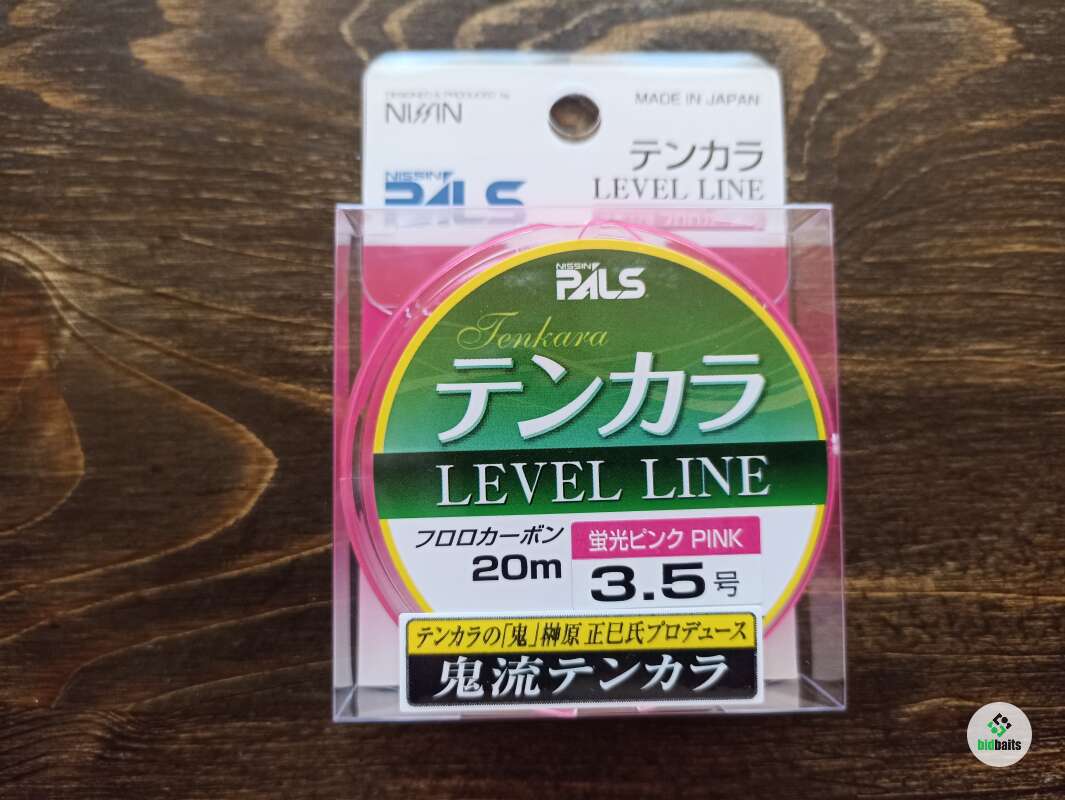 DESIGNED & PRODUCED by
NISSIN
MADE IN JAPAN
テンカラ
LEVEL LINE
NISSIN
PALS
NISSIN
PALS
Tenkara
テンカラ
LEVEL LINE
フロロカーボン
20m
蛍光ピンク PINK
3.5号
テンカラの「鬼」榊原 正巳氏プロデュース
鬼流テンカラ
bidbaits